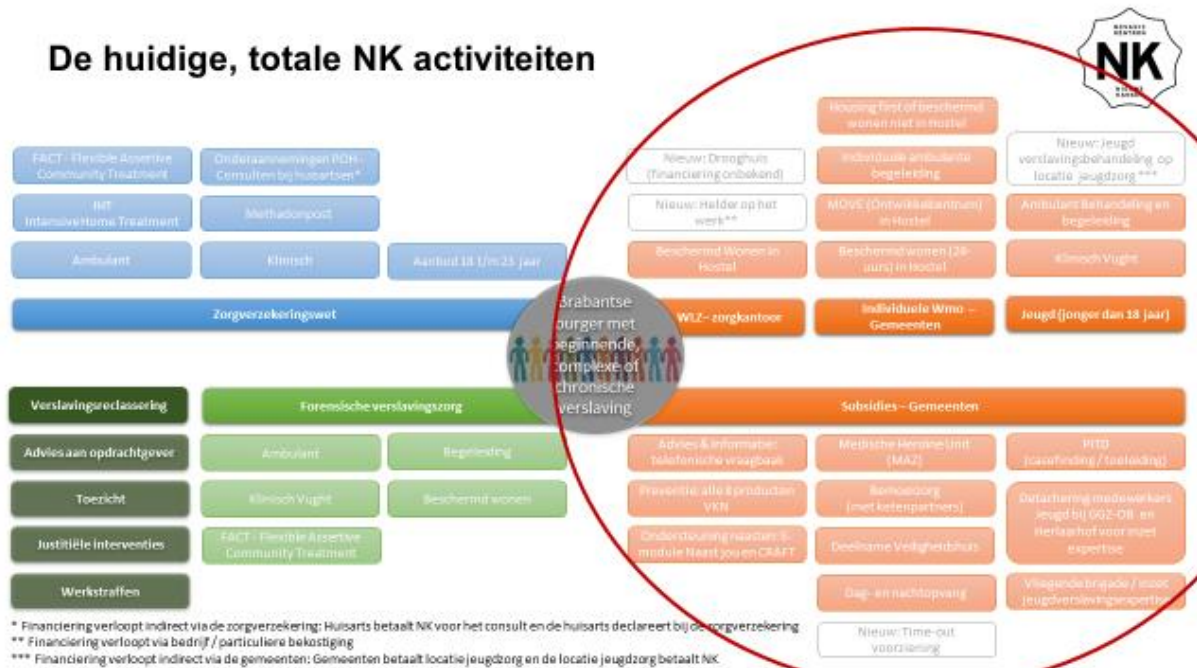 De huidige, totale NK activiteiten
NOVADIC
KENTRON
NK
FACT - Flexible Assertive
Community Treatment
Onderaannemingen POH -
Consulten bij huisartsen*
IHT
IntensiveHome Treatment
Methadonpost
Ambulant
Klinisch
Aanbod 18 t/m 23 jaar
Zorgverzekeringswet
Housing first of beschermd
wonen niet in Hostel
Nieuw: Drooghuis
(financiering onbekend)
Individuele ambulante
begeleiding
Nieuw: Jeugd
verslavingsbehandeling op
locatie jeugdzorg ***
Nieuw: Helder op het
werk**
MOVE (Ontwikkelcentrum)
in Hostel
Ambulant Behandeling en
begeleiding
Beschermd Wonen in
Hostel
Beschermd wonen (24-
uurs) in Hostel
Klinisch Vught
WLZ – zorgkantoor
Individuele Wmo –
Gemeenten
Jeugd (jonger dan 18 jaar)
Brabantse
burger met
beginnende,
complexe of
chronische
verslaving
Verslavingsreclassering
Forensische verslavingszorg
Advies aan opdrachtgever
Ambulant
Begeleiding
Toezicht
Klinisch Vught
Beschermd wonen
Justitiële interventies
FACT - Flexible Assertive
Community Treatment
Werkstraffen
Subsidies – Gemeenten
Advies & Informatie:
telefonische vraagbaak
Medische Heroïne Unit
(MAZ)
(casefinding / toeleiding)
Preventie: alle 8 producten
VKN
Bemoeizorg
(met ketenpartners)
Detachering medewerkers
Jeugd bij GGZ-OB en
Herlaarhof voor inzet
expertise
Ondersteuning naasten: E-
module Naast jou en CRAFT
Deelname Veiligheidshuis
Dag- en nachtopvang
Vliegende brigade / inzet
jeugdverslavingsexpertise
Nieuw: Time-out
voorziening
* Financiering verloopt indirect via de zorgverzekering: Huisarts betaalt NK voor het consult en de huisarts declareert bij de zorgverzekering
** Financiering verloopt via bedrijf / particuliere bekostiging
*** Financiering verloopt indirect via de gemeenten: Gemeenten betaalt locatie jeugdzorg en de locatie jeugdzorg betaalt NK